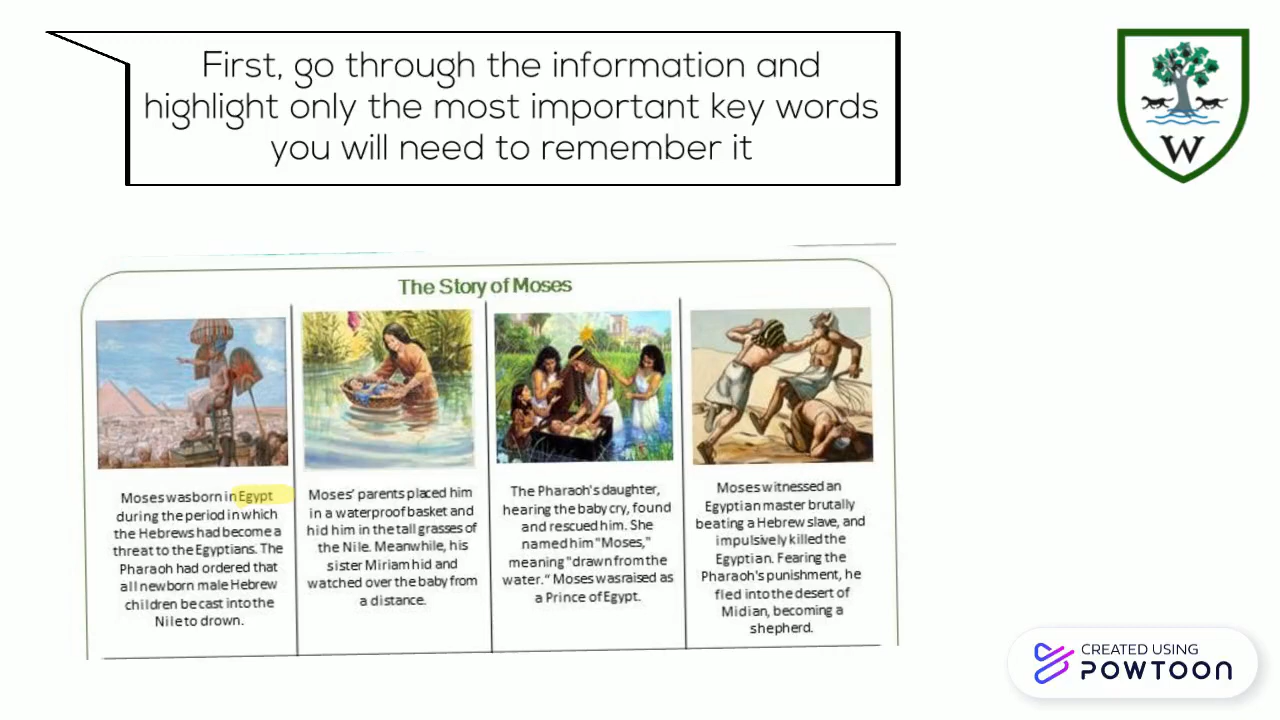 First, go through the information and
highlight only the most important key words
you will need to remember it
W
The Story of Moses
Moses was born in Egypt
during the period in which
the Hebrews had become a
threat to the Egyptians. The
Pharaoh had ordered that
all newborn male Hebrew
children be cast into the
Nile to drown.
Moses' parents placed him
in a waterproof basket and
hid him in the tall grasses of
the Nile. Meanwhile, his
sister Miriam hid and
watched over the baby from
a distance.
The Pharaoh's daughter,
hearing the baby cry, found
and rescued him. She
named him "Moses,"
meaning "drawn from the
water." Moses was raised as
a Prince of Egypt.
Moses witnessed an
Egyptian master brutally
beating a Hebrew slave, and
impulsively killed the
Egyptian. Fearing the
Pharaoh's punishment, he
fled into the desert of
Midian, becoming a
shepherd.
CREATED USING
POWTOON